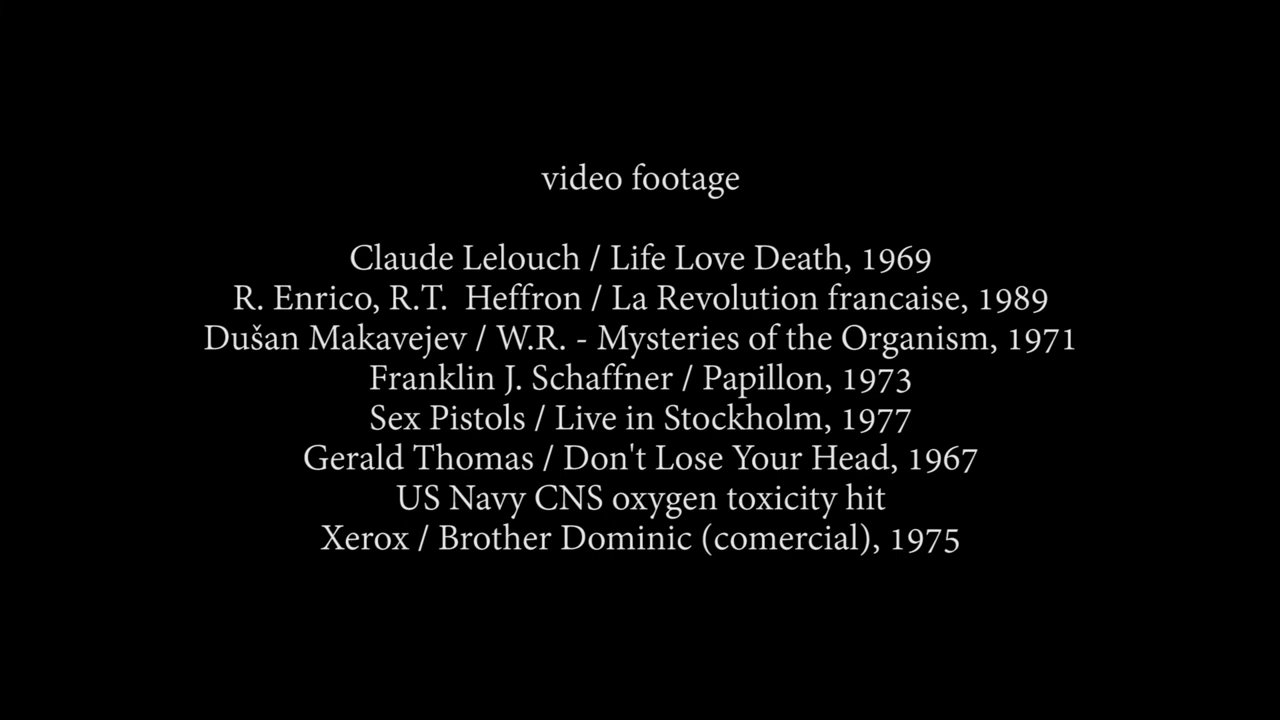 video footage
Claude Lelouch / Life Love Death, 1969
R. Enrico, R.T.  Heffron / La Revolution francaise, 1989
Dušan Makavejev / W.R. - Mysteries of the Organism, 1971
Franklin J. Schaffner / Papillon, 1973
Sex Pistols / Live in Stockholm, 1977
Gerald Thomas / Don't Lose Your Head, 1967
US Navy CNS oxygen toxicity hit
Xerox / Brother Dominic (comercial), 1975